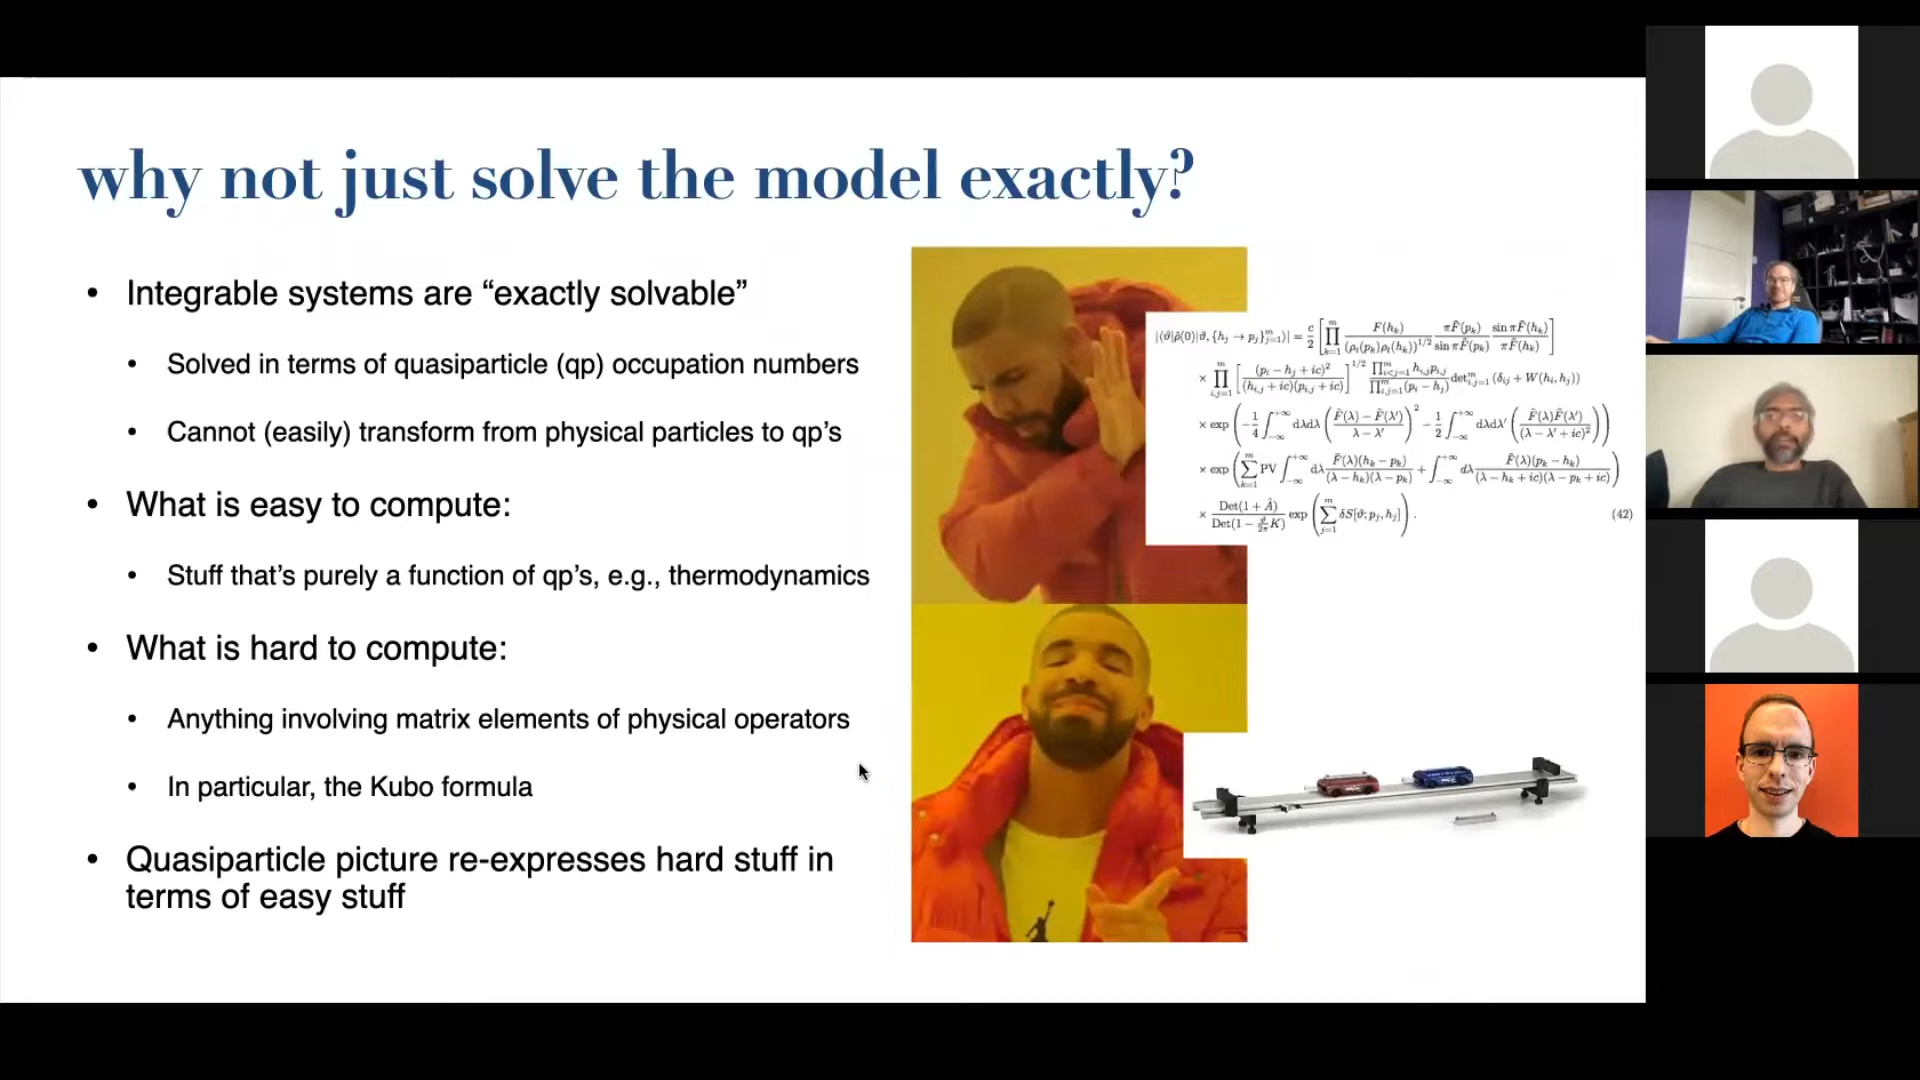 why not just solve the model exactly?
• Integrable systems are “exactly solvable”
• Solved in terms of quasiparticle (qp) occupation numbers
• Cannot (easily) transform from physical particles to qp’s
• What is easy to compute:
• Stuff that’s purely a function of qp’s, e.g., thermodynamics
• What is hard to compute:
• Anything involving matrix elements of physical operators
• In particular, the Kubo formula
• Quasiparticle picture re-expresses hard stuff in
terms of easy stuff
(42)